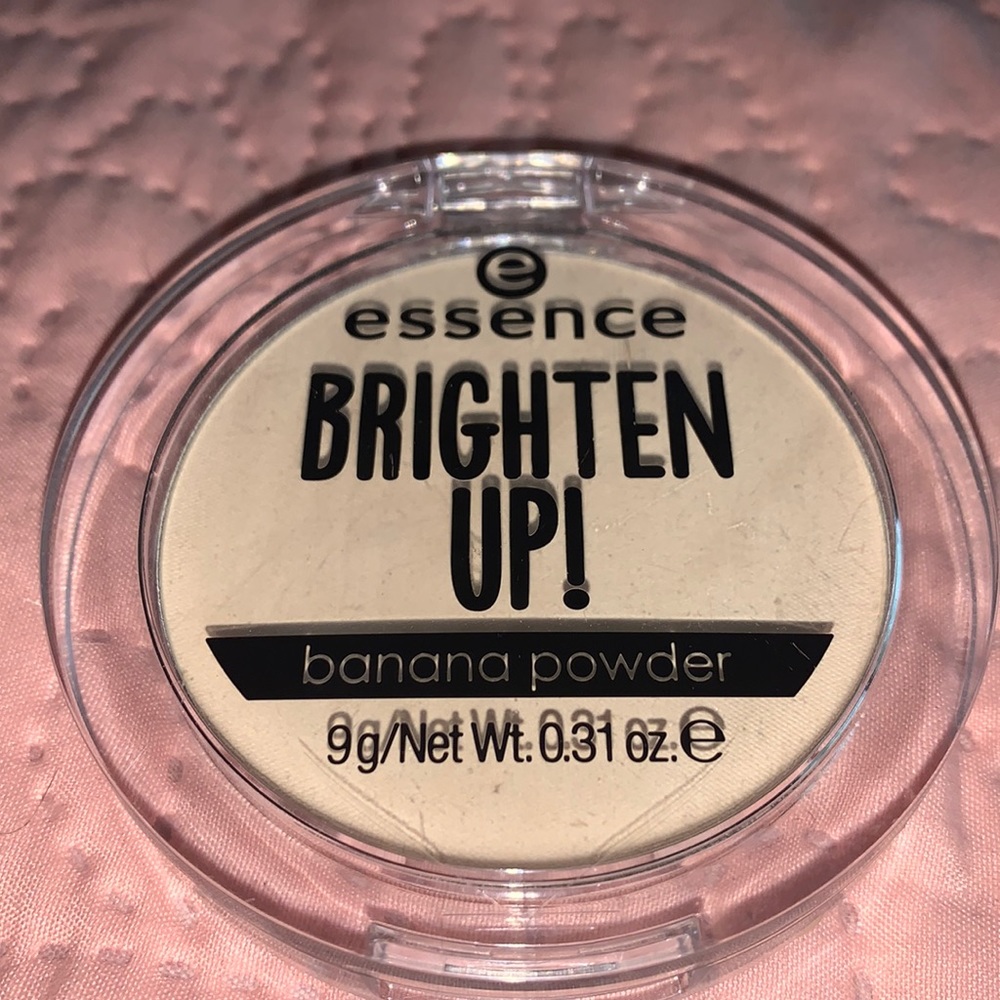 e
essence
BRIGHTEN
UP!
banana powder
9g/Net Wt. 0.31 oz. ℮